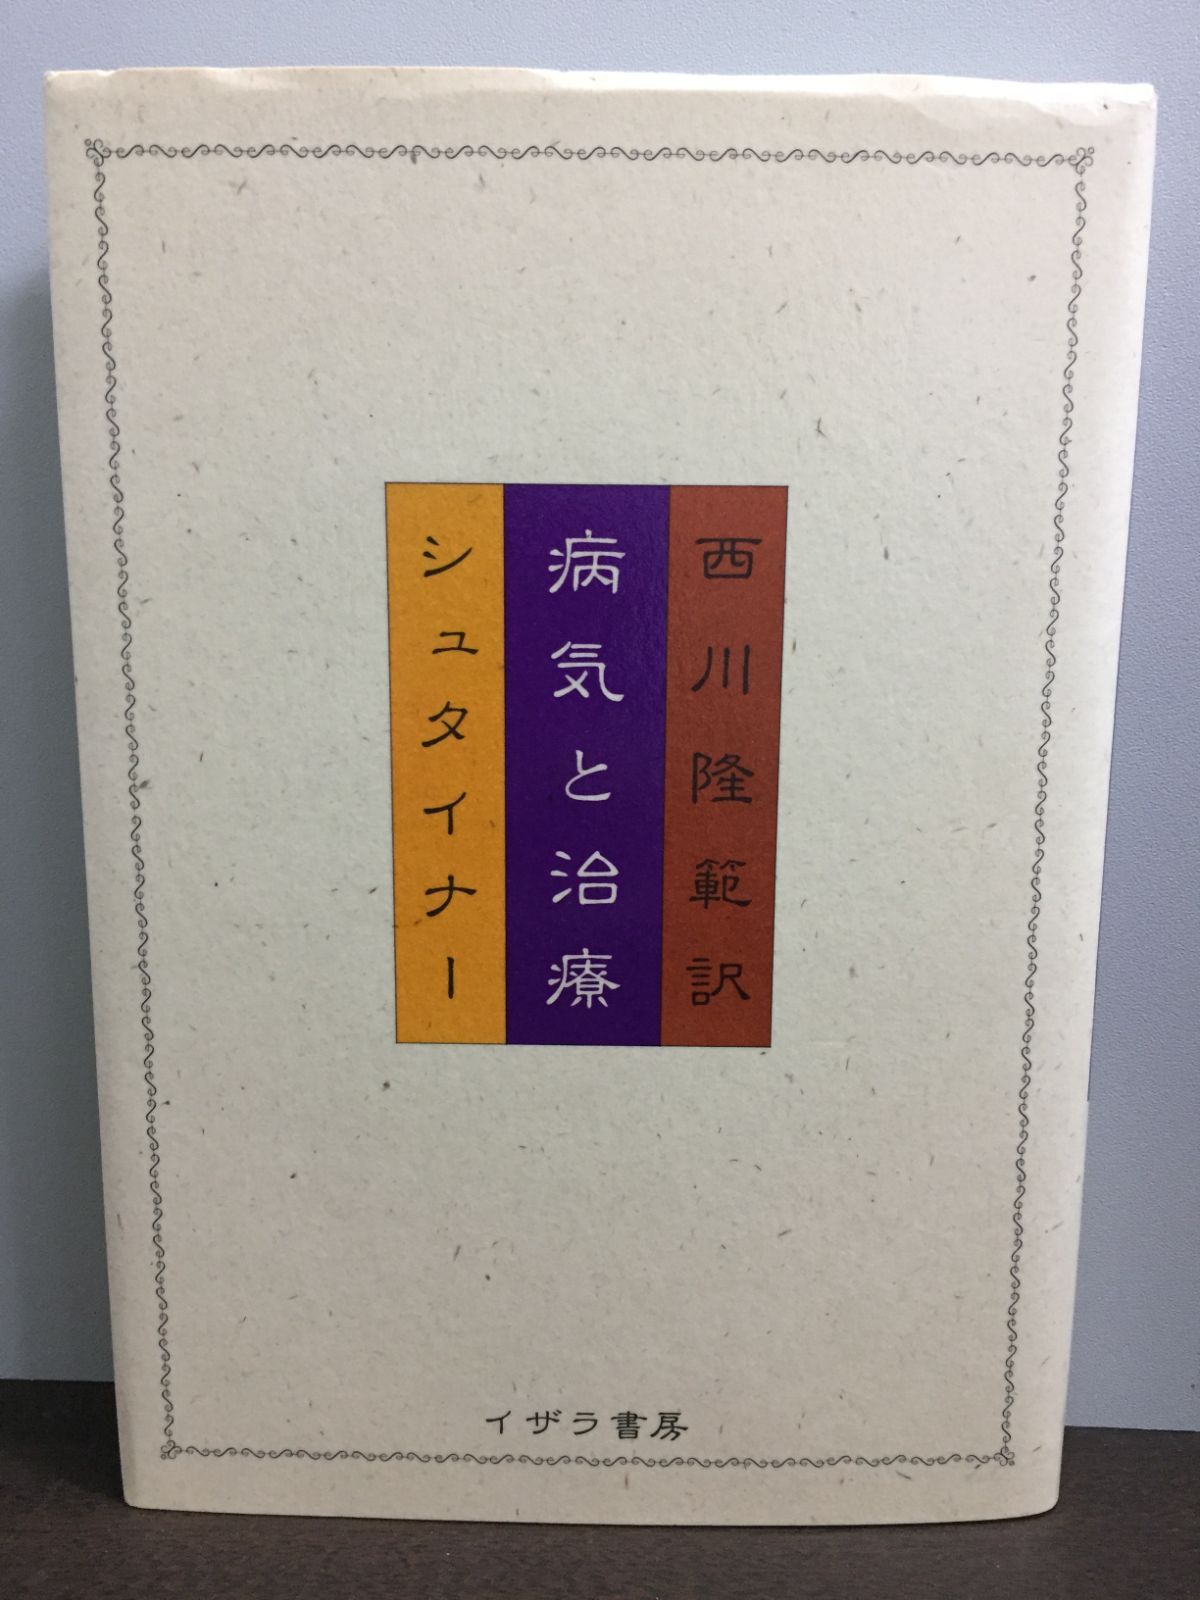 西川隆範訳
病気と治療
シュタイナー
イザラ書房